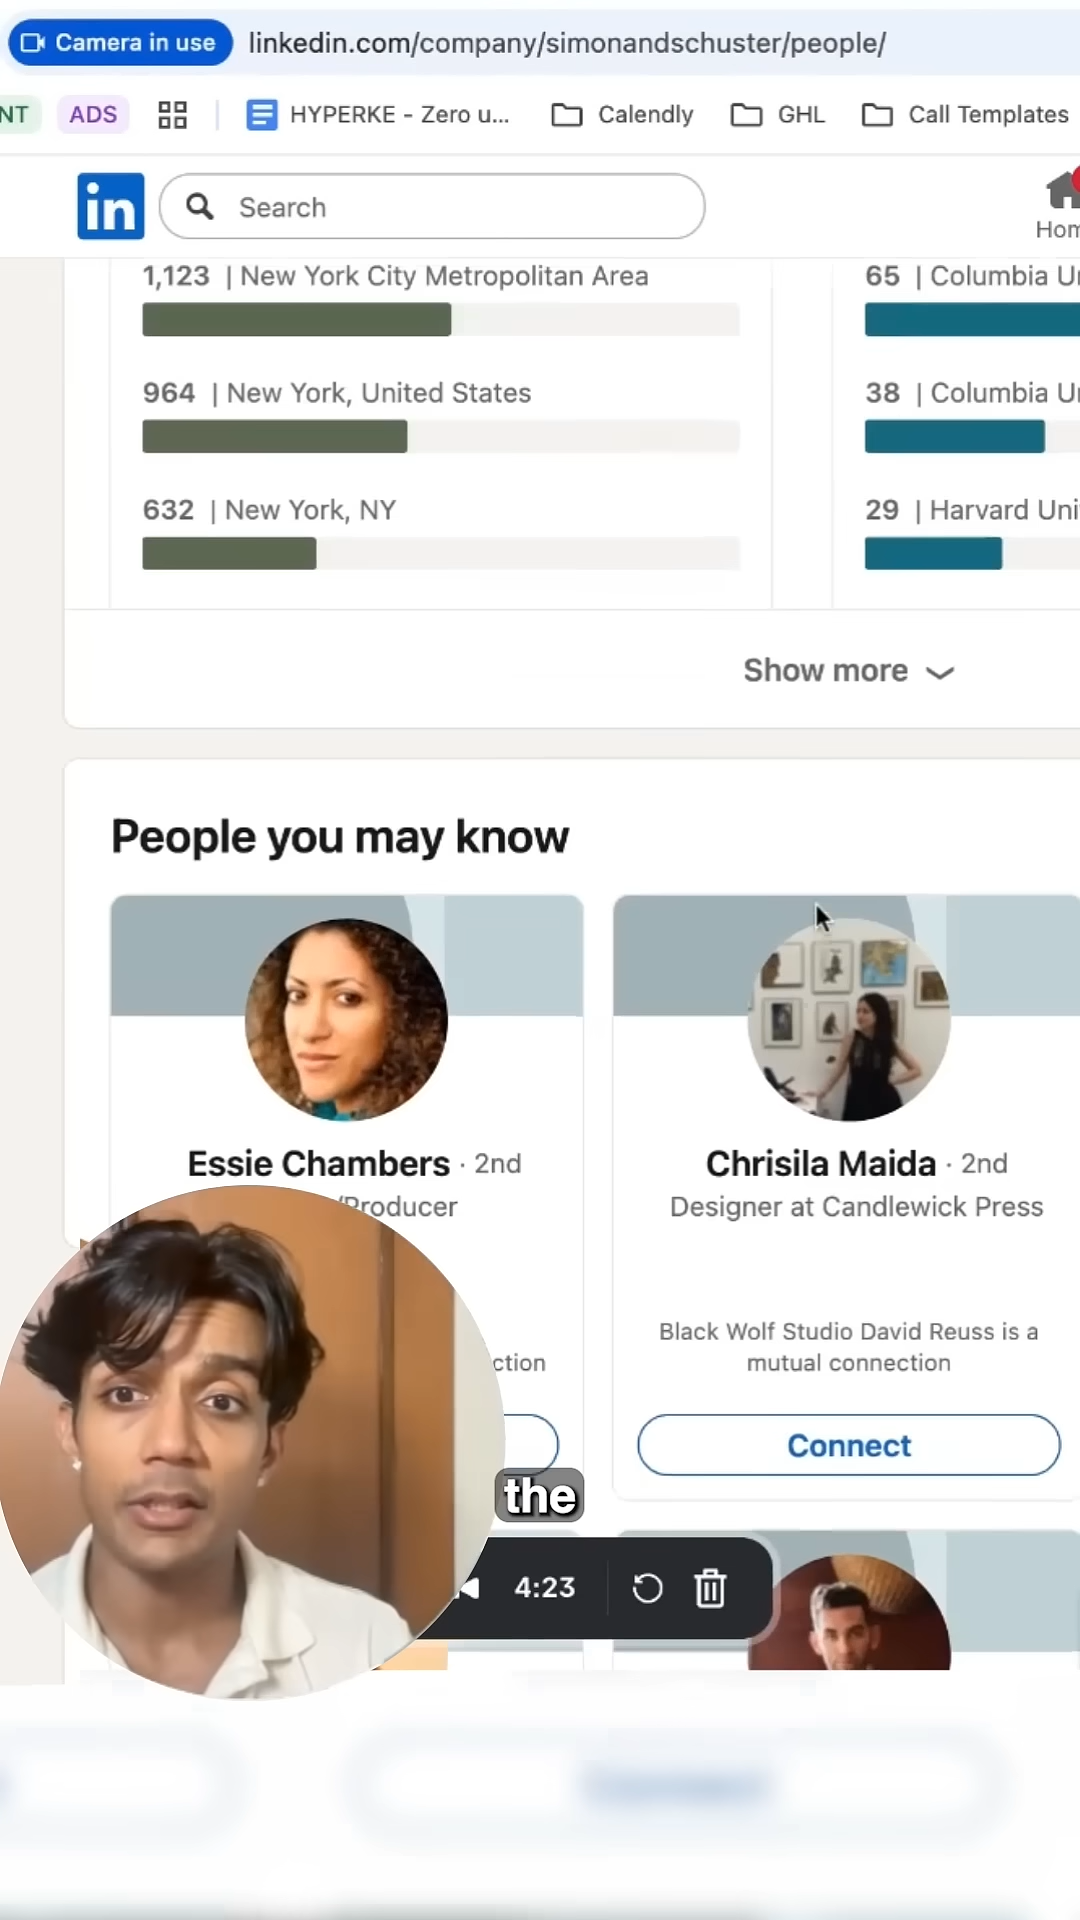 Camera in use
linkedin.com/company/simonandschuster/people/
NT
ADS
HYPERKE - Zero u...
Calendly
GHL
Call Templates
in
Search
Hom
1,123 | New York City Metropolitan Area
65 | Columbia Un
964 | New York, United States
38 | Columbia Un
632 | New York, NY
29 | Harvard Uni
Show more
People you may know
Essie Chambers · 2nd
/Producer
ction
Chrisila Maida · 2nd
Designer at Candlewick Press
Black Wolf Studio David Reuss is a
mutual connection
Connect
the
4:23